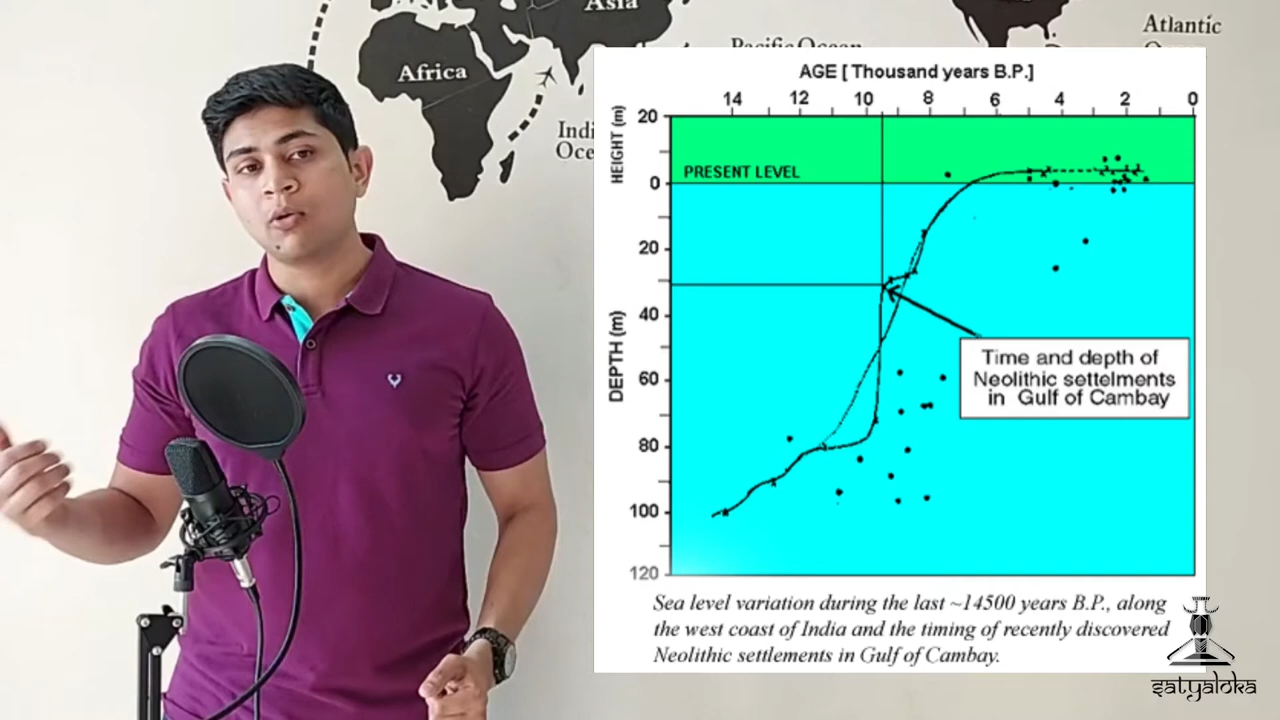 Asia
Africa
Pacific Ocean
Atlantic
AGE [ Thousand years B.P.]
14 12 10 8 6 4 2 0
HEIGHT (m)
DEPTH (m)
20
0
20
40
60
80
100
120
PRESENT LEVEL
Time and depth of
Neolithic settelments
in Gulf of Cambay
Sea level variation during the last ~14500 years B.P., along
the west coast of India and the timing of recently discovered
Neolithic settlements in Gulf of Cambay.
satyaloka